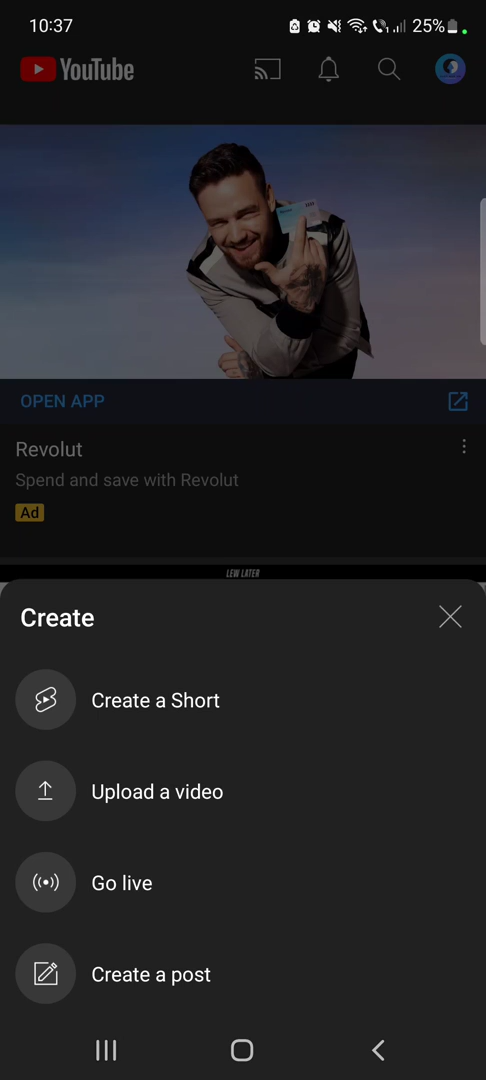 10:37
25%
YouTube
OPEN APP
Revolut
Spend and save with Revolut
Ad
LEW LATER
Create
Create a Short
Upload a video
Go live
Create a post